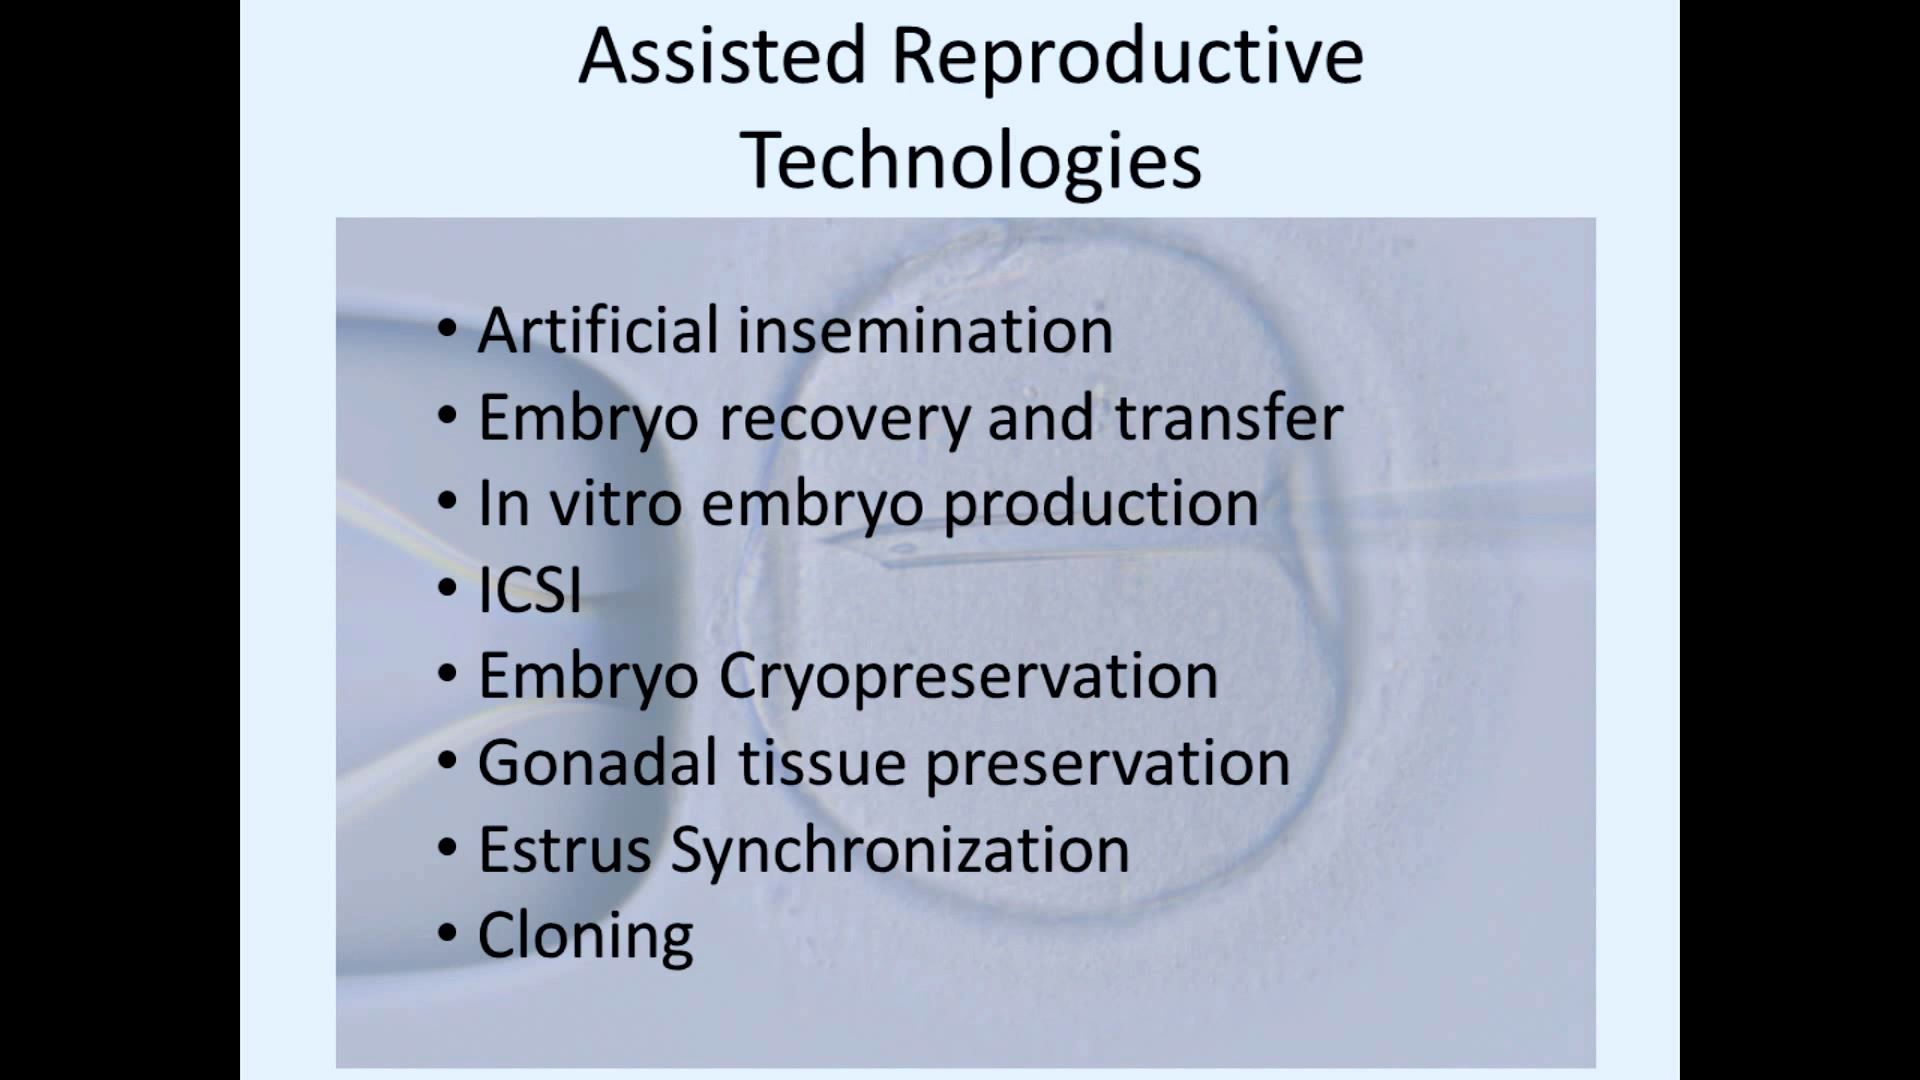 Assisted Reproductive
Technologies
• Artificial insemination
• Embryo recovery and transfer
• In vitro embryo production
• ICSI
• Embryo Cryopreservation
• Gonadal tissue preservation
• Estrus Synchronization
• Cloning